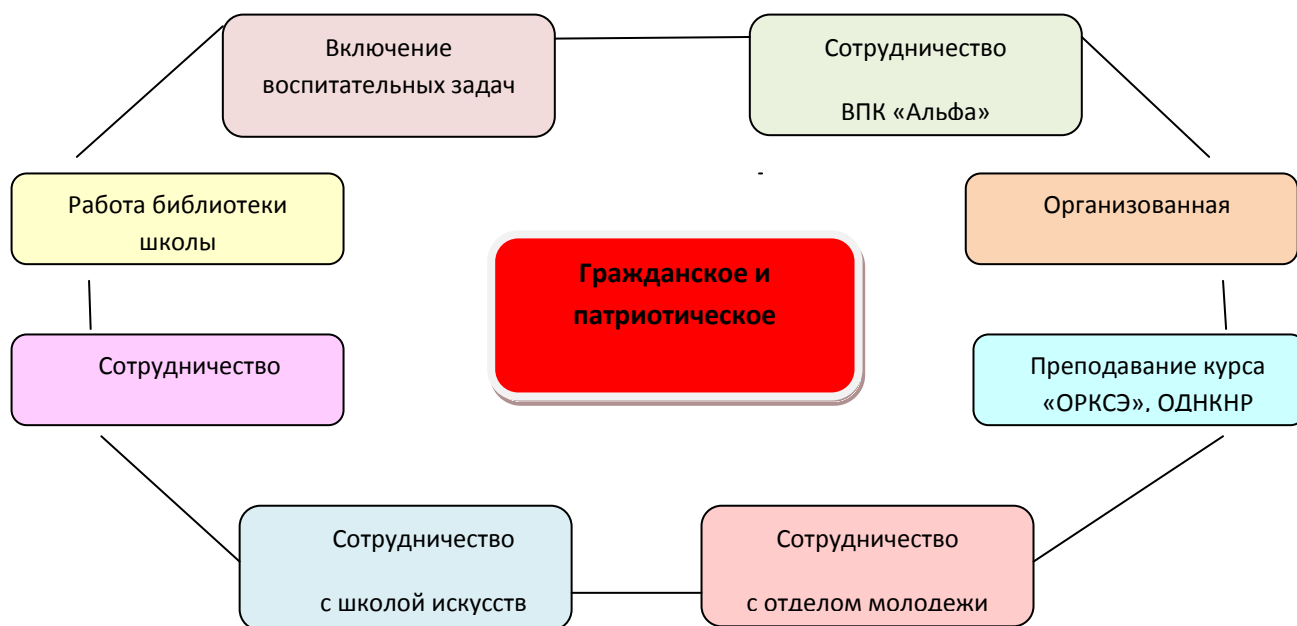 Включение
воспитательных задач
Сотрудничество
ВПК «Альфа»
-
Работа библиотеки
школы
Организованная
Гражданское и
патриотическое
Сотрудничество
Преподавание курса
«ОРКСЭ», ОДНКНР
Сотрудничество
с школой искусств
Сотрудничество
с отделом молодежи